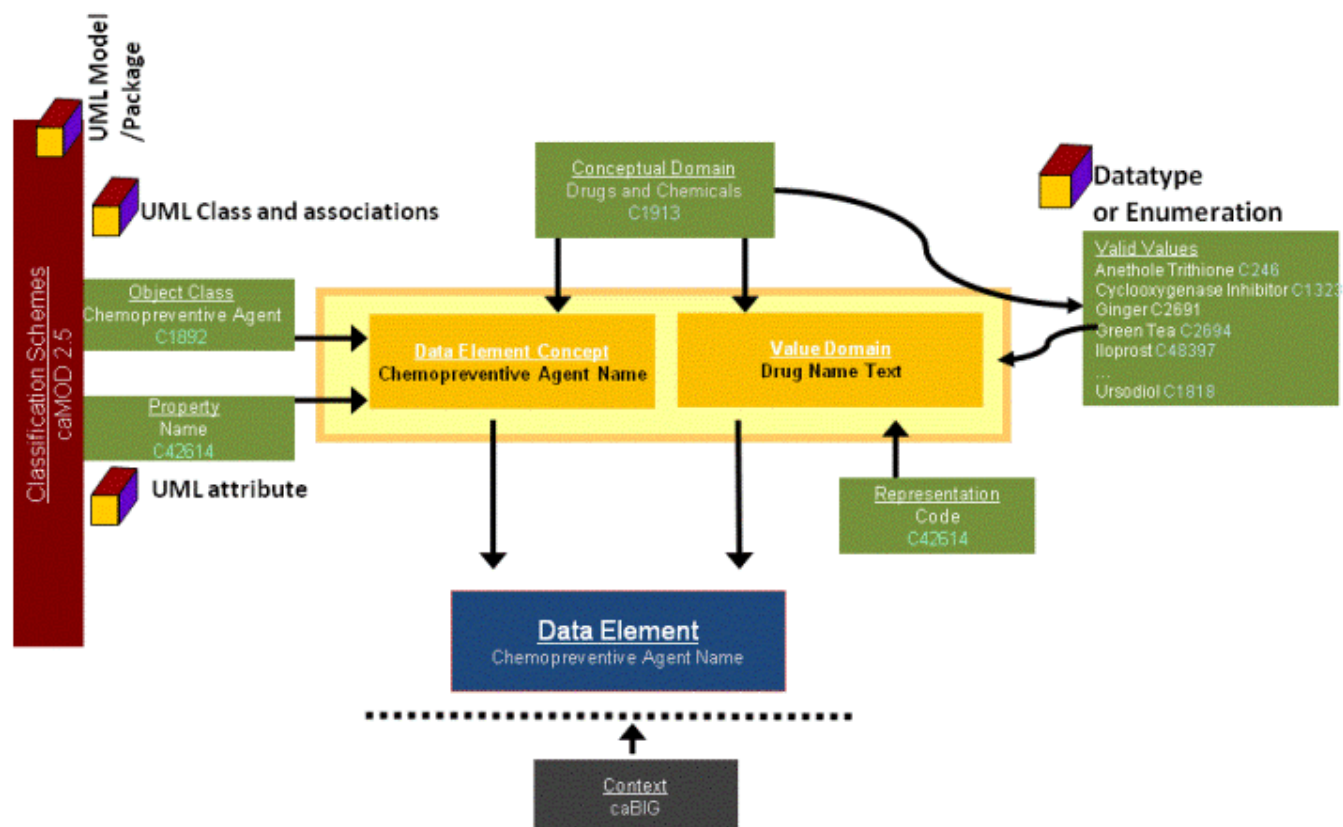 UML Model
/Package
Classification Schemes
caMOD 2.5
UML Class and associations
Object Class
Chemopreventive Agent
C1892
Property
Name
C42614
UML attribute
Conceptual Domain
Drugs and Chemicals
C1913
Data Element Concept
Chemopreventive Agent Name
Value Domain
Drug Name Text
Datatype
or Enumeration
Valid Values
Anethole Trithione C246
Cyclooxygenase Inhibitor C1323
Ginger C2691
Green Tea C2694
Iloprost C48397
...
Ursodiol C1818
Representation
Code
C42614
Data Element
Chemopreventive Agent Name
Context
caBIG